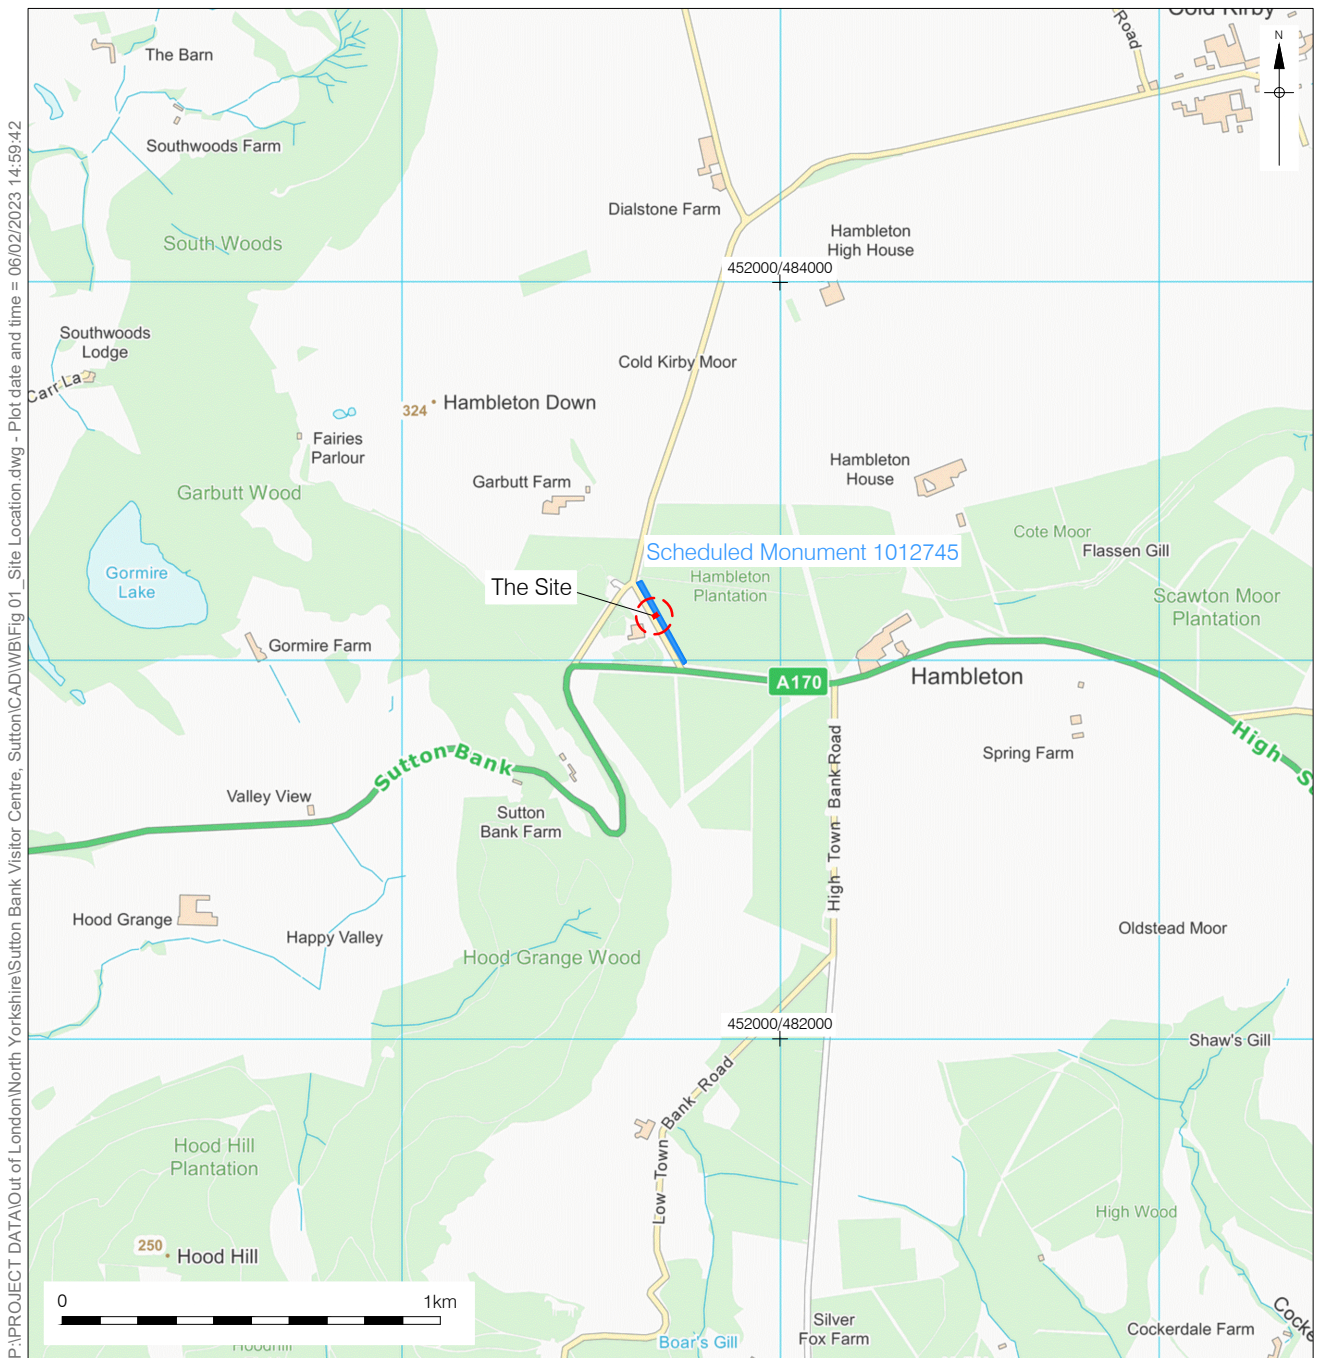 Cold Kirby
Road
N
The Barn
Southwoods Farm
South Woods
Dialstone Farm
Hambleton
High House
452000/484000
Southwoods
Lodge
Carr La
Cold Kirby Moor
324
Hambleton Down
Fairies
Parlour
Garbutt Farm
Hambleton
House
Garbutt Wood
Cote Moor
Flassen Gill
Scheduled Monument 1012745
Gormire
Lake
The Site
Hambleton
Plantation
Scawton Moor
Plantation
Gormire Farm
A170
Hambleton
Sutton Bank
High St
Spring Farm
Valley View
Sutton
Bank Farm
High Town Bank Road
Hood Grange
Happy Valley
Hood Grange Wood
Oldstead Moor
452000/482000
Shaw's Gill
Low Town Bank Road
Hood Hill
Plantation
High Wood
250
Hood Hill
0
1km
Hoodhill
Boar's Gill
Silver
Fox Farm
Cockerdale Farm
Cocke
P:\PROJECT DATA\Out of London\North Yorkshire\Sutton Bank Visitor Centre, Sutton\CAD\WB\Fig 01_Site Location.dwg - Plot date and time = 06/02/2023 14:59:42